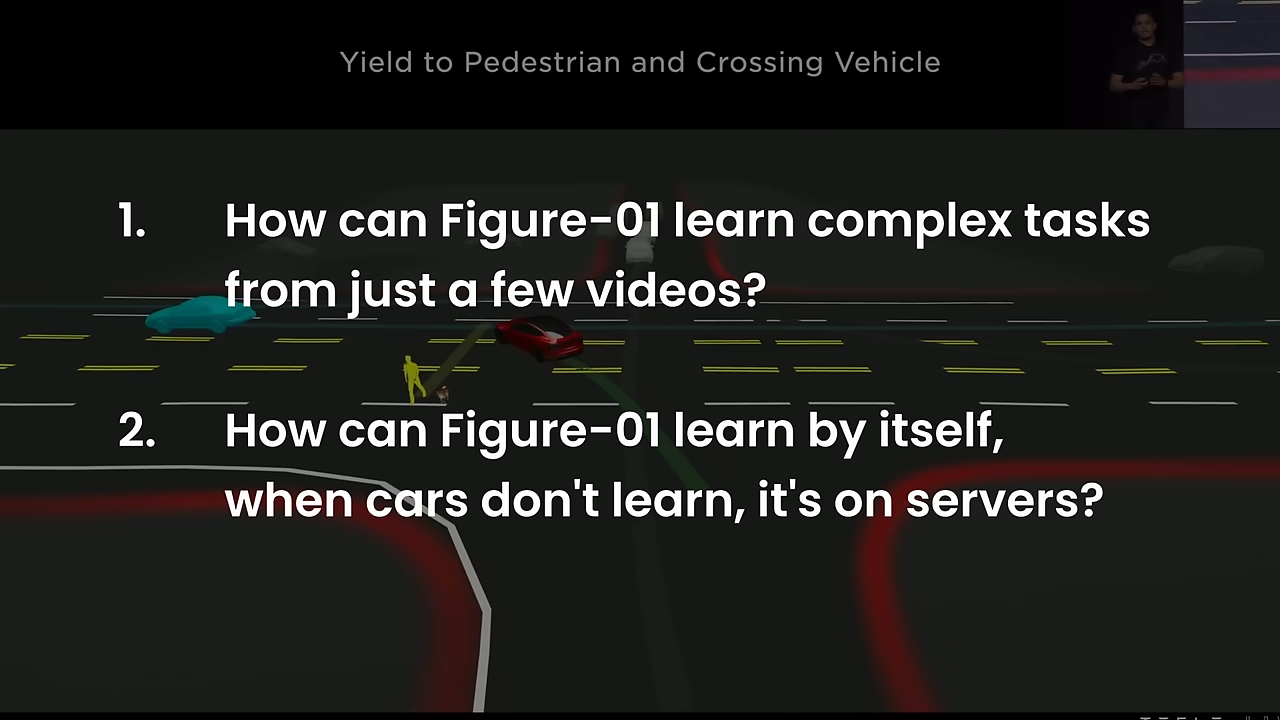 Yield to Pedestrian and Crossing Vehicle
1. How can Figure-01 learn complex tasks
from just a few videos?
2. How can Figure-01 learn by itself,
when cars don't learn, it's on servers?